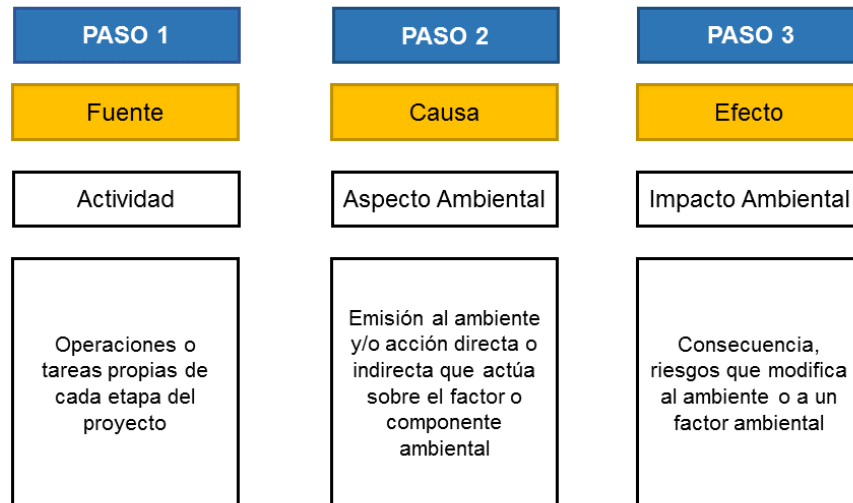 PASO 1
PASO 2
PASO 3
Fuente
Causa
Efecto
Actividad
Aspecto Ambiental
Impacto Ambiental
Operaciones o
tareas propias de
cada etapa del
proyecto
Emisión al ambiente
y/o acción directa o
indirecta que actúa
sobre el factor o
componente
ambiental
Consecuencia,
riesgos que modifica
al ambiente o a un
factor ambiental